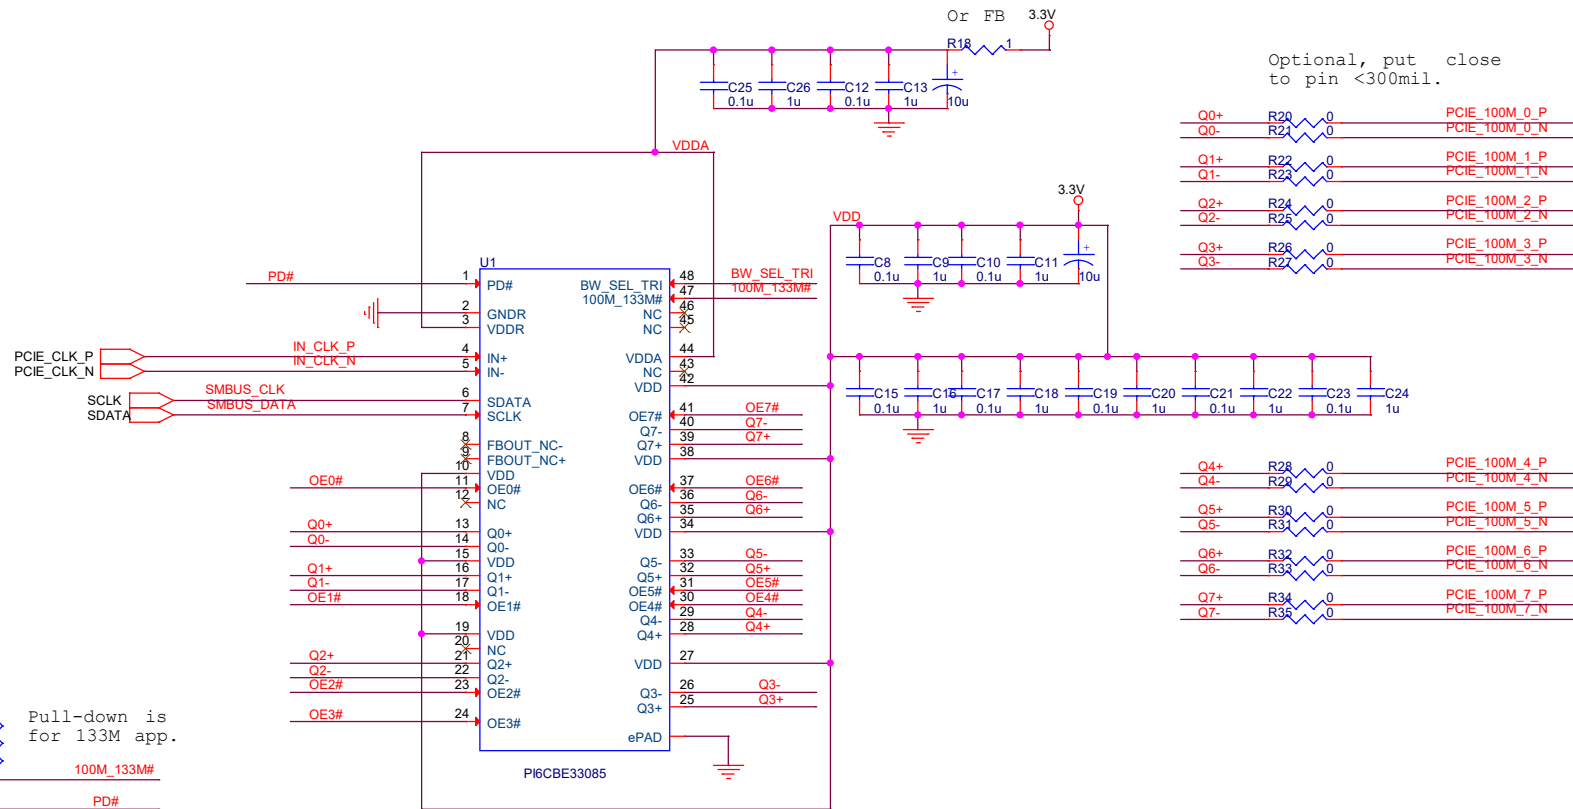 Or FB 3.3V
R18 1
C25 0.1u C26 1u C12 0.1u C13 1u 10u
VDDA
Optional, put close
to pin <300mil.
Q0+ R20 0 PCIE_100M_0_P
Q0- R21 0 PCIE_100M_0_N
Q1+ R22 0 PCIE_100M_1_P
Q1- R23 0 PCIE_100M_1_N
Q2+ R24 0 PCIE_100M_2_P
Q2- R25 0 PCIE_100M_2_N
Q3+ R26 0 PCIE_100M_3_P
Q3- R27 0 PCIE_100M_3_N
3.3V
VDD
C8 0.1u C9 1u C10 0.1u C11 1u 10u
C15 0.1u C16 1u C17 0.1u C18 1u C19 0.1u C20 1u C21 0.1u C22 1u C23 0.1u C24 1u
Q4+ R28 0 PCIE_100M_4_P
Q4- R29 0 PCIE_100M_4_N
Q5+ R30 0 PCIE_100M_5_P
Q5- R31 0 PCIE_100M_5_N
Q6+ R32 0 PCIE_100M_6_P
Q6- R33 0 PCIE_100M_6_N
Q7+ R34 0 PCIE_100M_7_P
Q7- R35 0 PCIE_100M_7_N
U1
PD# 1 PD#
2 GNDR
3 VDDR
PCIE_CLK_P IN_CLK_P 4 IN+
PCIE_CLK_N IN_CLK_N 5 IN-
SCLK SMBUS_CLK 6 SDATA
SDATA SMBUS_DATA 7 SCLK
8 FBOUT_NC-
9 FBOUT_NC+
10 VDD
OE0# 11 OE0#
12 NC
Q0+ 13 Q0+
Q0- 14 Q0-
15 VDD
Q1+ 16 Q1+
Q1- 17 Q1-
OE1# 18 OE1#
19 VDD
20 NC
Q2+ 21 Q2+
Q2- 22 Q2-
OE2# 23 OE2#
OE3# 24 OE3#
BW_SEL_TRI 48 BW_SEL_TRI
100M_133M# 47 100M_133M#
NC 46
NC 45
VDDA 44
NC 43
VDD 42
OE7# 41 OE7#
Q7- 40 Q7-
Q7+ 39 Q7+
VDD 38
OE6# 37 OE6#
Q6- 36 Q6-
Q6+ 35 Q6+
VDD 34
Q5- 33 Q5-
Q5+ 32 Q5+
OE5# 31 OE5#
OE4# 30 OE4#
Q4- 29 Q4-
Q4+ 28 Q4+
VDD 27
Q3- 26 Q3-
Q3+ 25 Q3+
ePAD
PI6CBE33085
Pull-down is
for 133M app.
100M_133M#
PD#